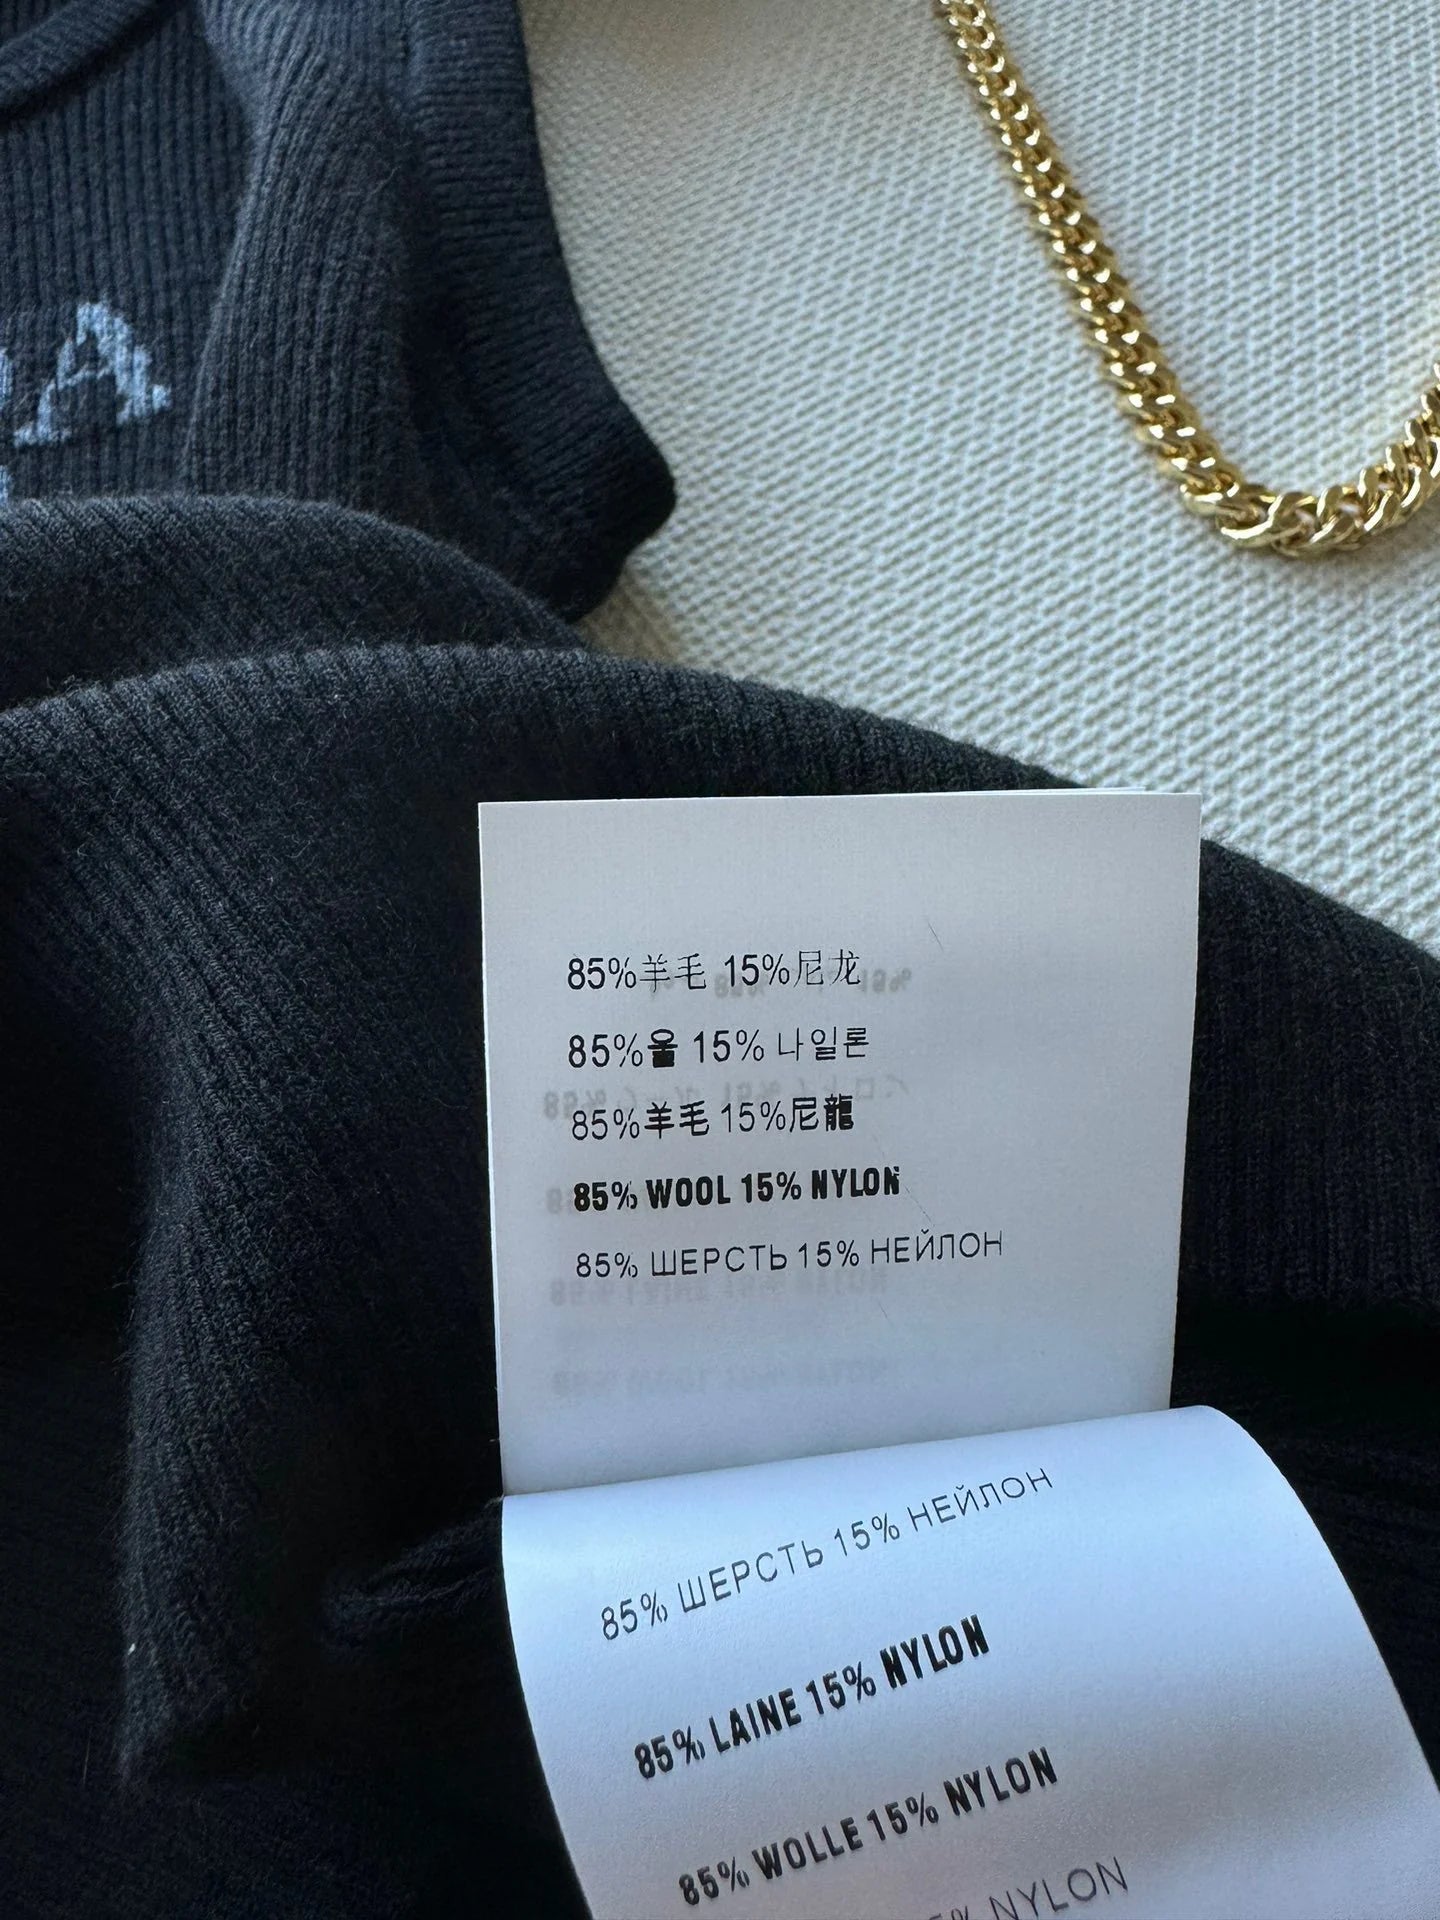 A
85%羊毛 15%尼龙
85%울 15% 나일론
85%羊毛 15%尼龍
85% WOOL 15% NYLON
85% ШЕРСТЬ 15% НЕЙЛОН
85% ШЕРСТЬ 15% НЕЙЛОН
85% LAINE 15% NYLON
85% WOLLE 15% NYLON
5% NYLON